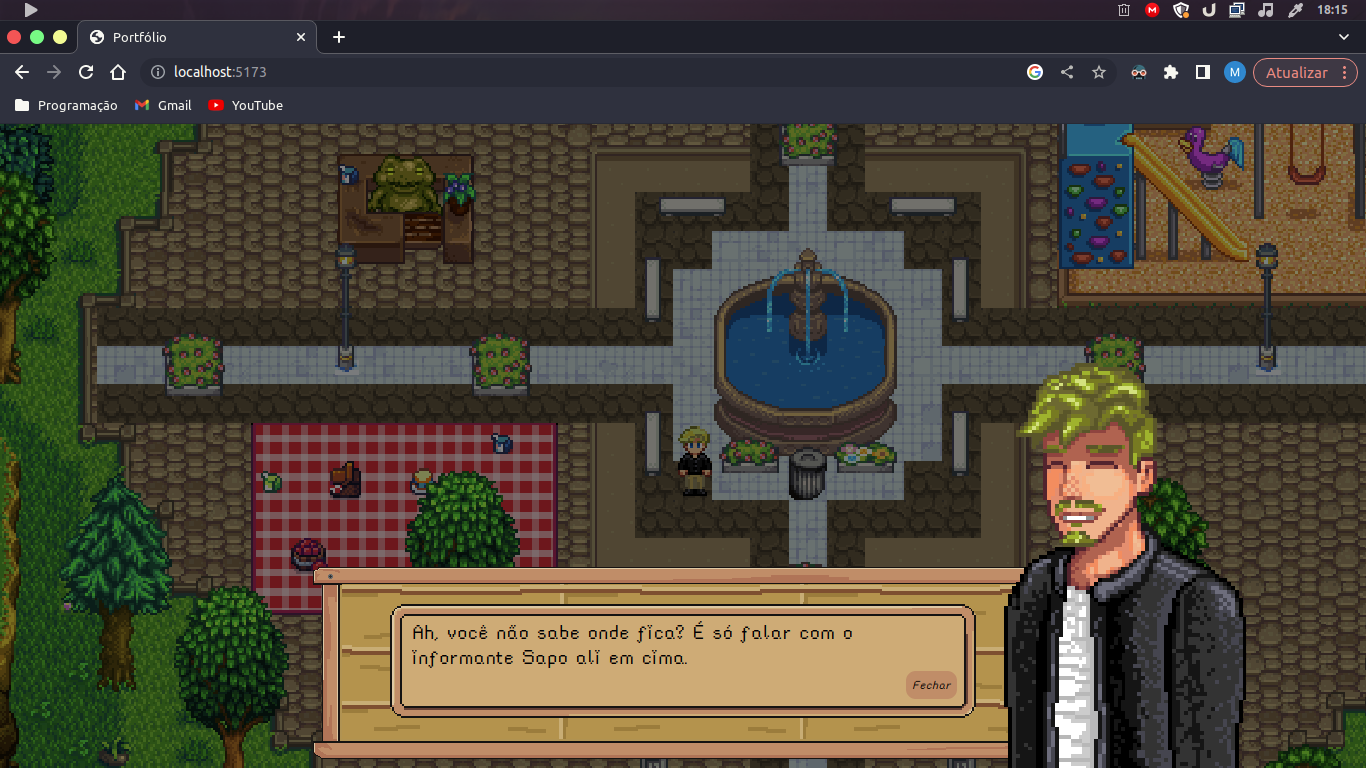 18:15
Portfólio
localhost:5173
M
Atualizar
Programação
Gmail
YouTube
Ah, você não sabe onde fica? É só falar com o
informante Sapo ali em cima.
Fechar